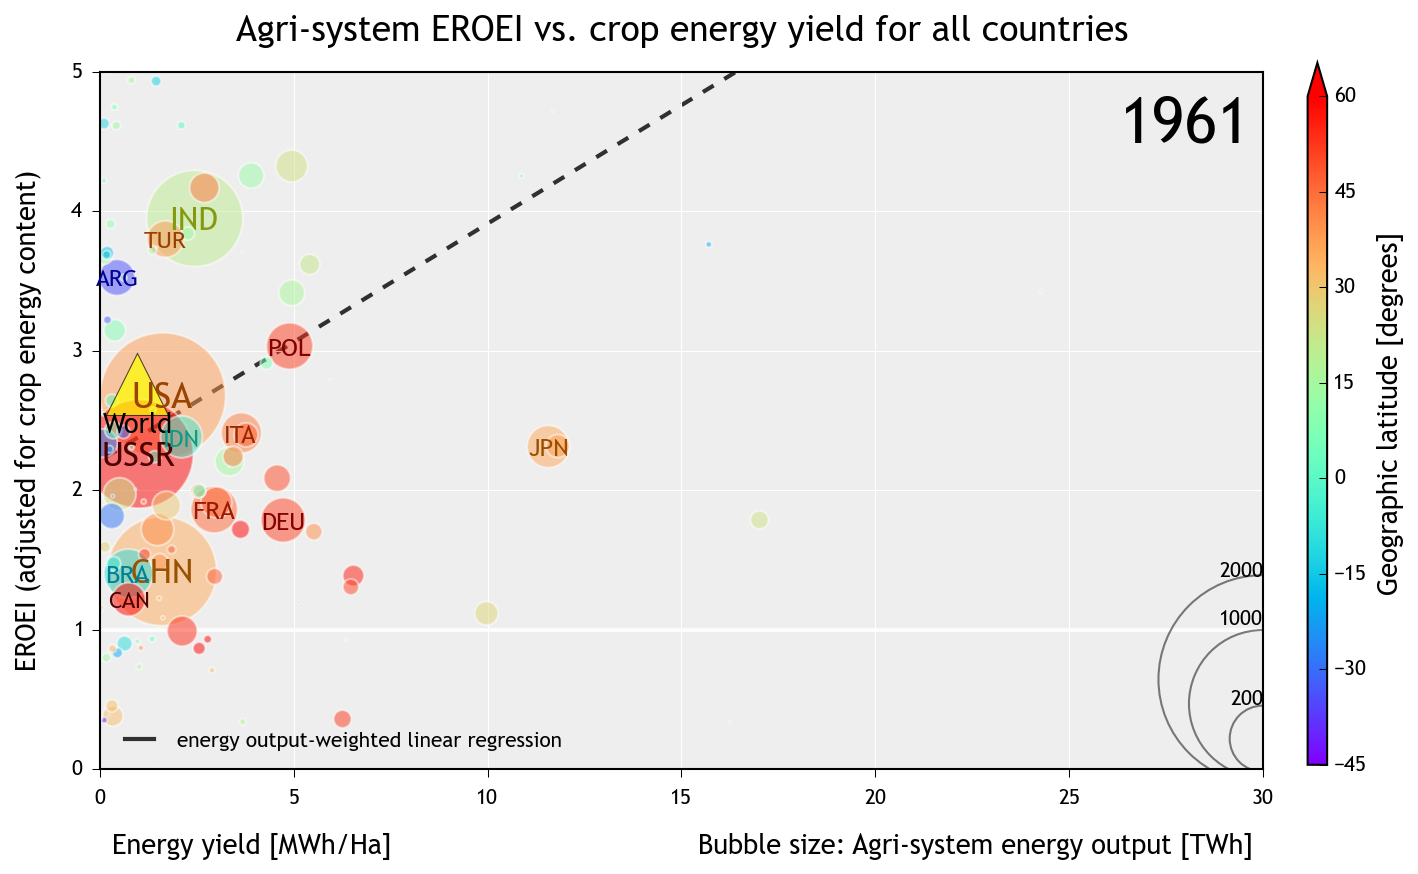 Agri-system EROEI vs. crop energy yield for all countries
1961
EROEI (adjusted for crop energy content)
5
4
3
2
1
0
IND
TUR
ARG
POL
USA
World
IDN
ITA
USSR
JPN
FRA
DEU
BRA
CHN
CAN
2000
1000
200
energy output-weighted linear regression
0
5
10
15
20
25
30
Energy yield [MWh/Ha]
Bubble size: Agri-system energy output [TWh]
60
45
30
15
0
−15
−30
−45
Geographic latitude [degrees]